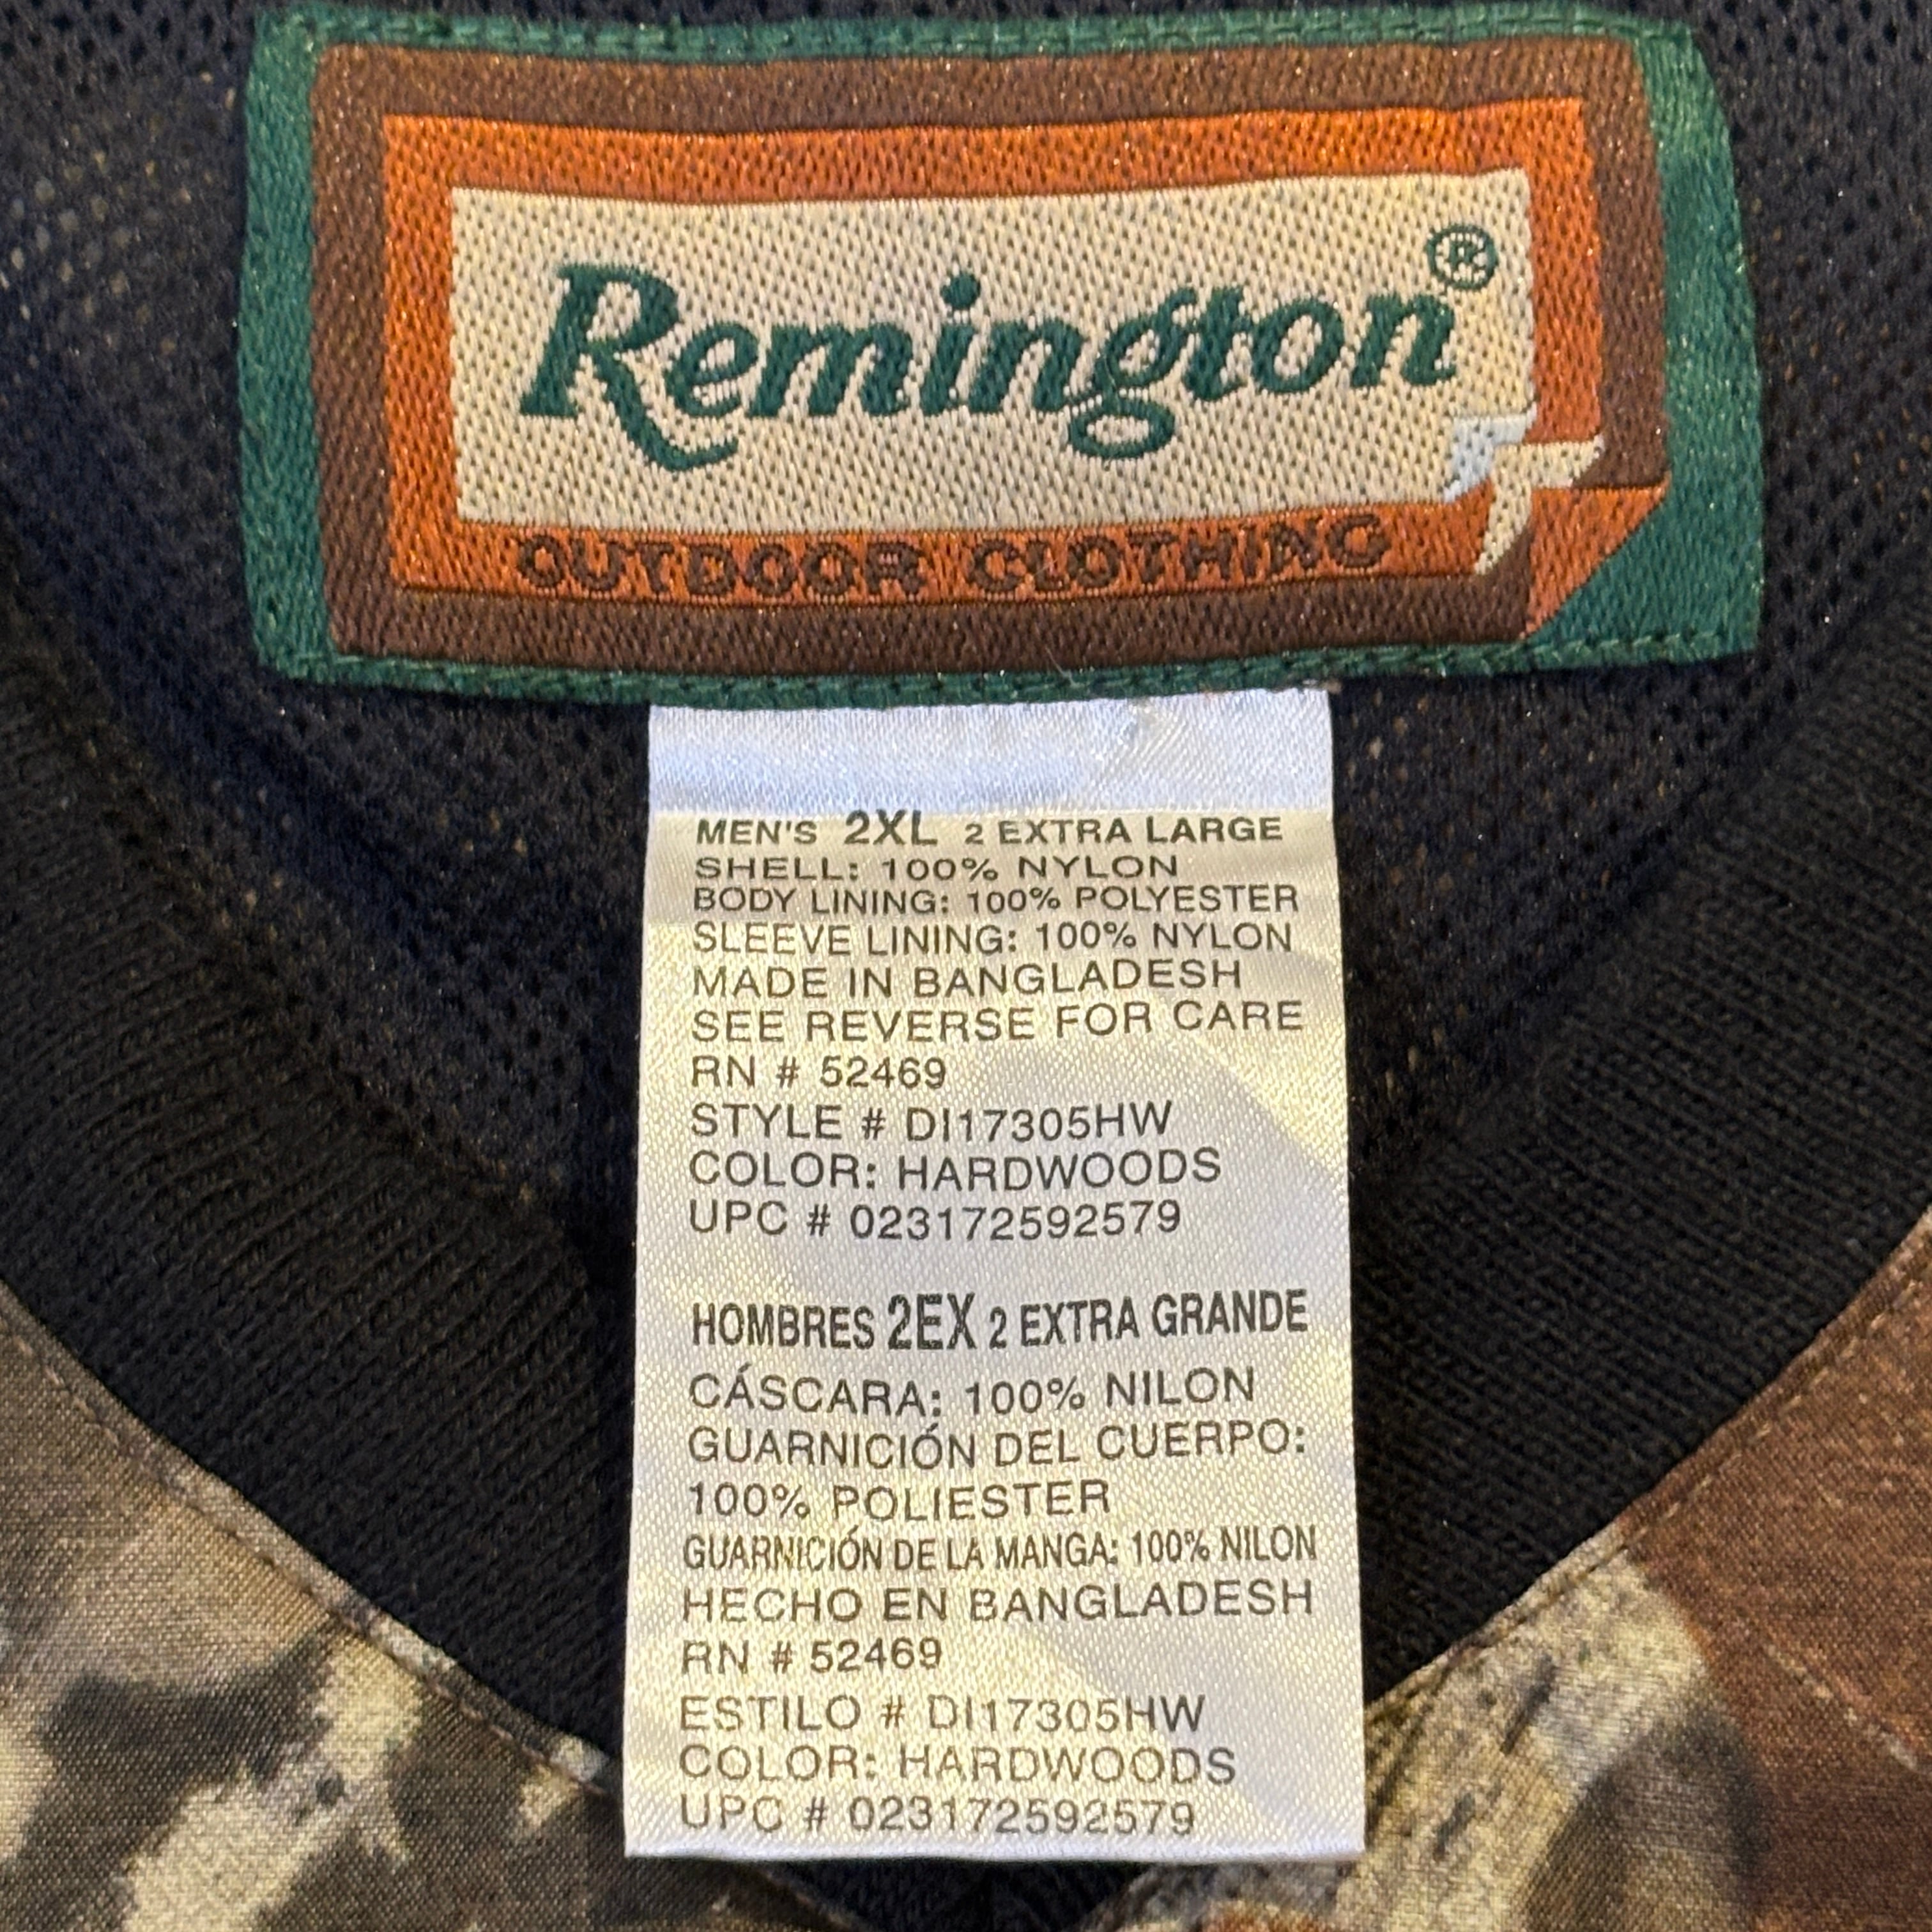 Remington®
OUTDOOR CLOTHING
MEN'S 2XL 2 EXTRA LARGE
SHELL: 100% NYLON
BODY LINING: 100% POLYESTER
SLEEVE LINING: 100% NYLON
MADE IN BANGLADESH
SEE REVERSE FOR CARE
RN # 52469
STYLE # DI17305HW
COLOR: HARDWOODS
UPC # 023172592579
HOMBRES 2EX 2 EXTRA GRANDE
CÁSCARA: 100% NILON
GUARNICIÓN DEL CUERPO:
100% POLIESTER
GUARNICIÓN DE LA MANGA: 100% NILON
HECHO EN BANGLADESH
RN # 52469
ESTILO # DI17305HW
COLOR: HARDWOODS
UPC # 023172592579